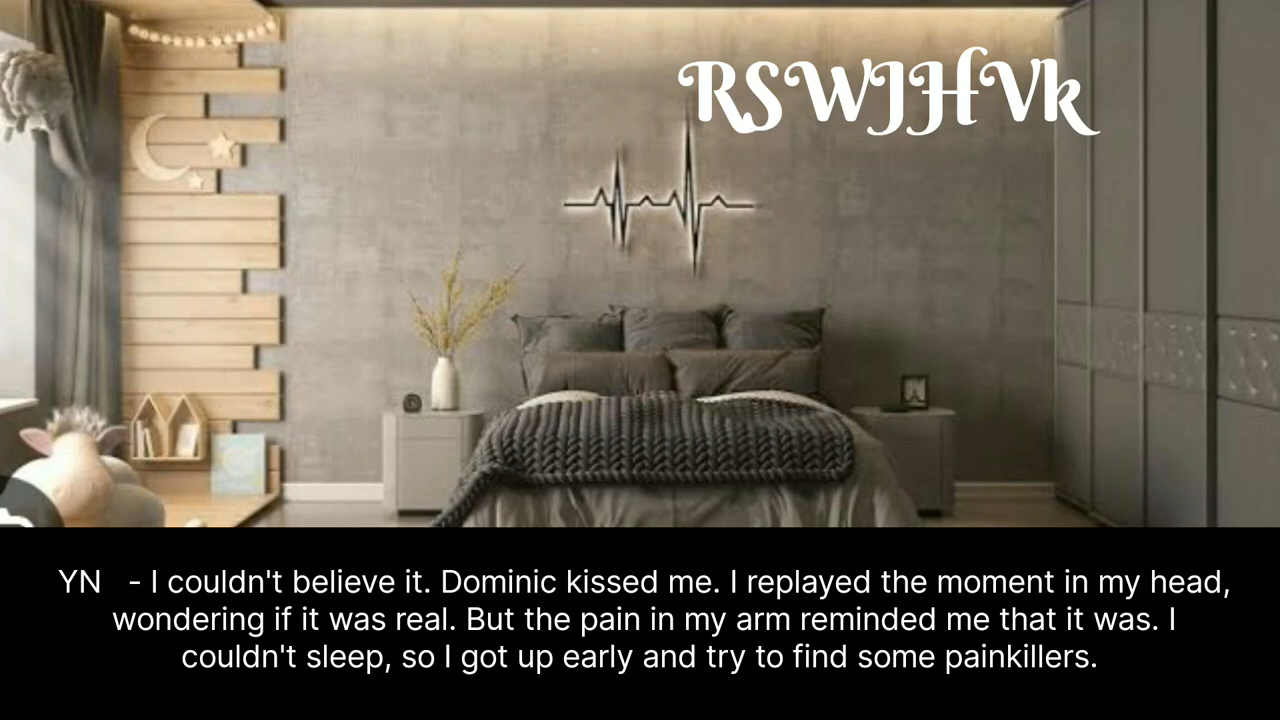 RSWJHVk
YN - I couldn't believe it. Dominic kissed me. I replayed the moment in my head,
wondering if it was real. But the pain in my arm reminded me that it was. I
couldn't sleep, so I got up early and try to find some painkillers.